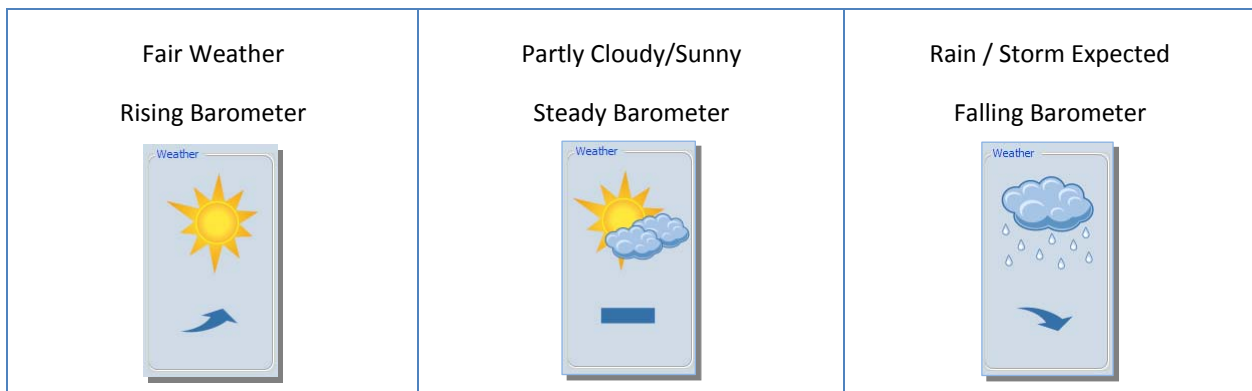 Fair Weather
Rising Barometer
Weather
Partly Cloudy/Sunny
Steady Barometer
Weather
Rain / Storm Expected
Falling Barometer
Weather